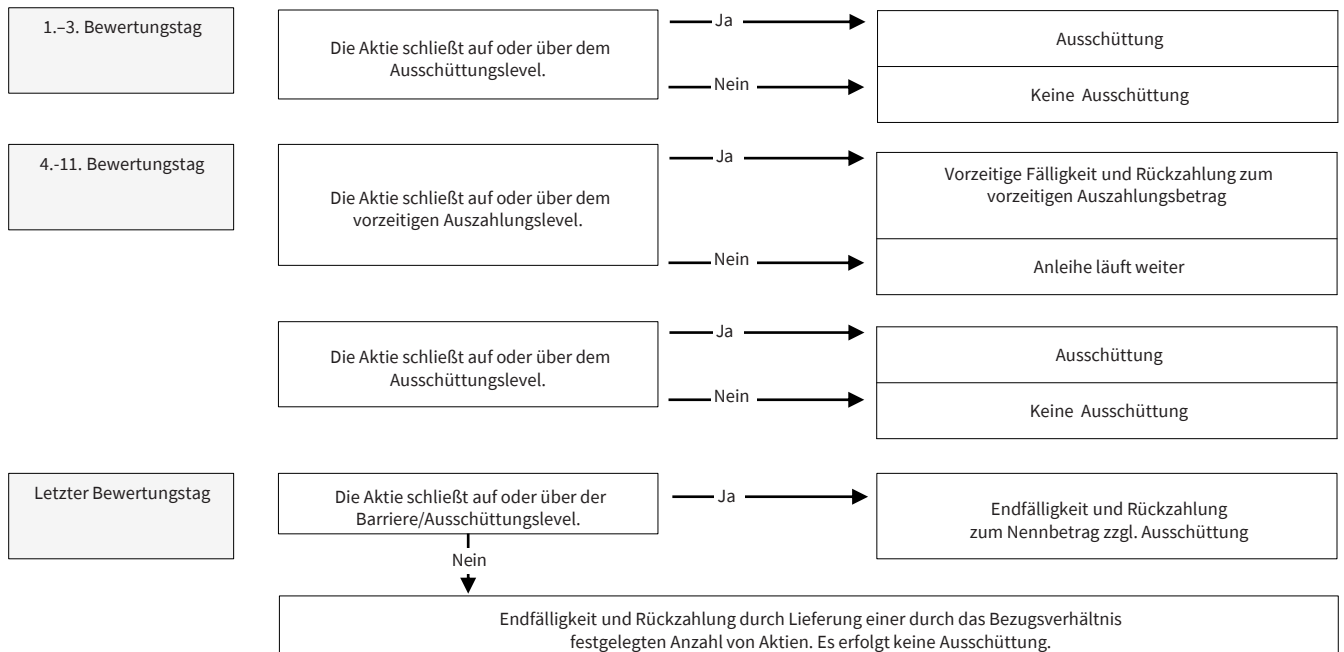 1.–3. Bewertungstag
Die Aktie schließt auf oder über dem
Ausschüttungslevel.
Ja
Ausschüttung
Nein
Keine Ausschüttung
4.-11. Bewertungstag
Die Aktie schließt auf oder über dem
vorzeitigen Auszahlungslevel.
Ja
Vorzeitige Fälligkeit und Rückzahlung zum
vorzeitigen Auszahlungsbetrag
Nein
Anleihe läuft weiter
Die Aktie schließt auf oder über dem
Ausschüttungslevel.
Ja
Ausschüttung
Nein
Keine Ausschüttung
Letzter Bewertungstag
Die Aktie schließt auf oder über der
Barriere/Ausschüttungslevel.
Ja
Endfälligkeit und Rückzahlung
zum Nennbetrag zzgl. Ausschüttung
Nein
Endfälligkeit und Rückzahlung durch Lieferung einer durch das Bezugsverhältnis
festgelegten Anzahl von Aktien. Es erfolgt keine Ausschüttung.